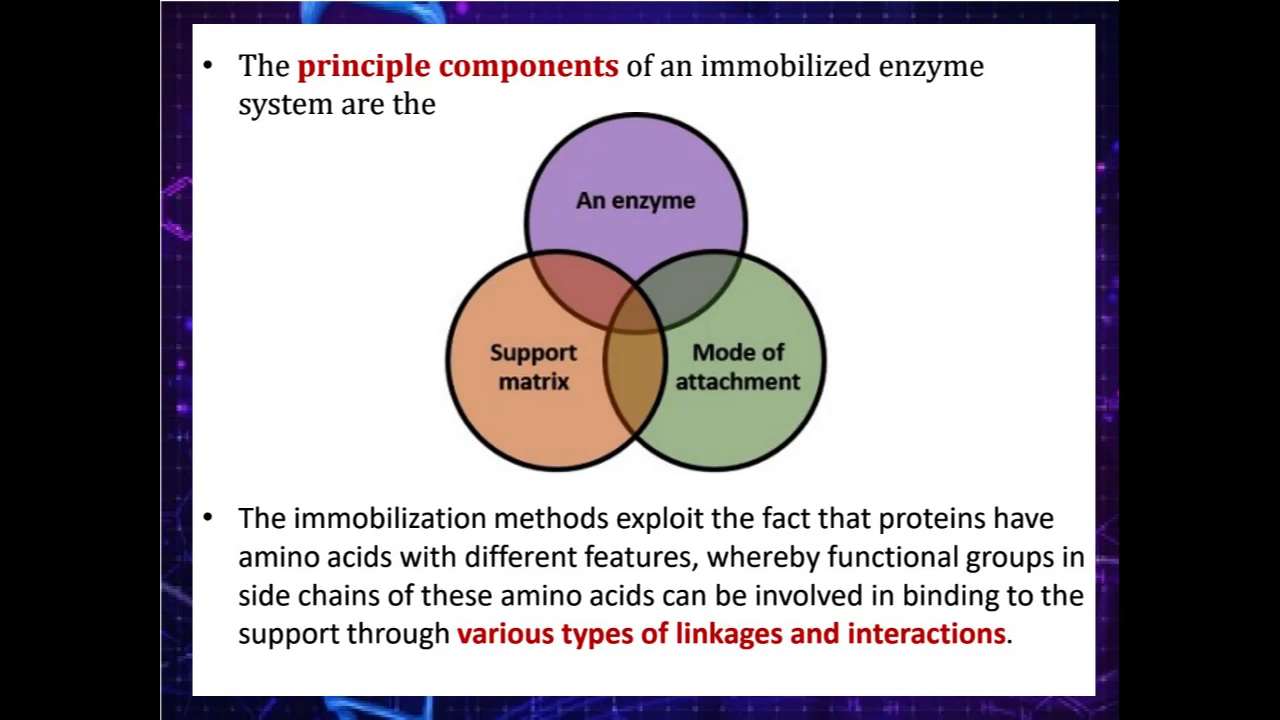 • The principle components of an immobilized enzyme
system are the
An enzyme
Support
matrix
Mode of
attachment
• The immobilization methods exploit the fact that proteins have
amino acids with different features, whereby functional groups in
side chains of these amino acids can be involved in binding to the
support through various types of linkages and interactions.